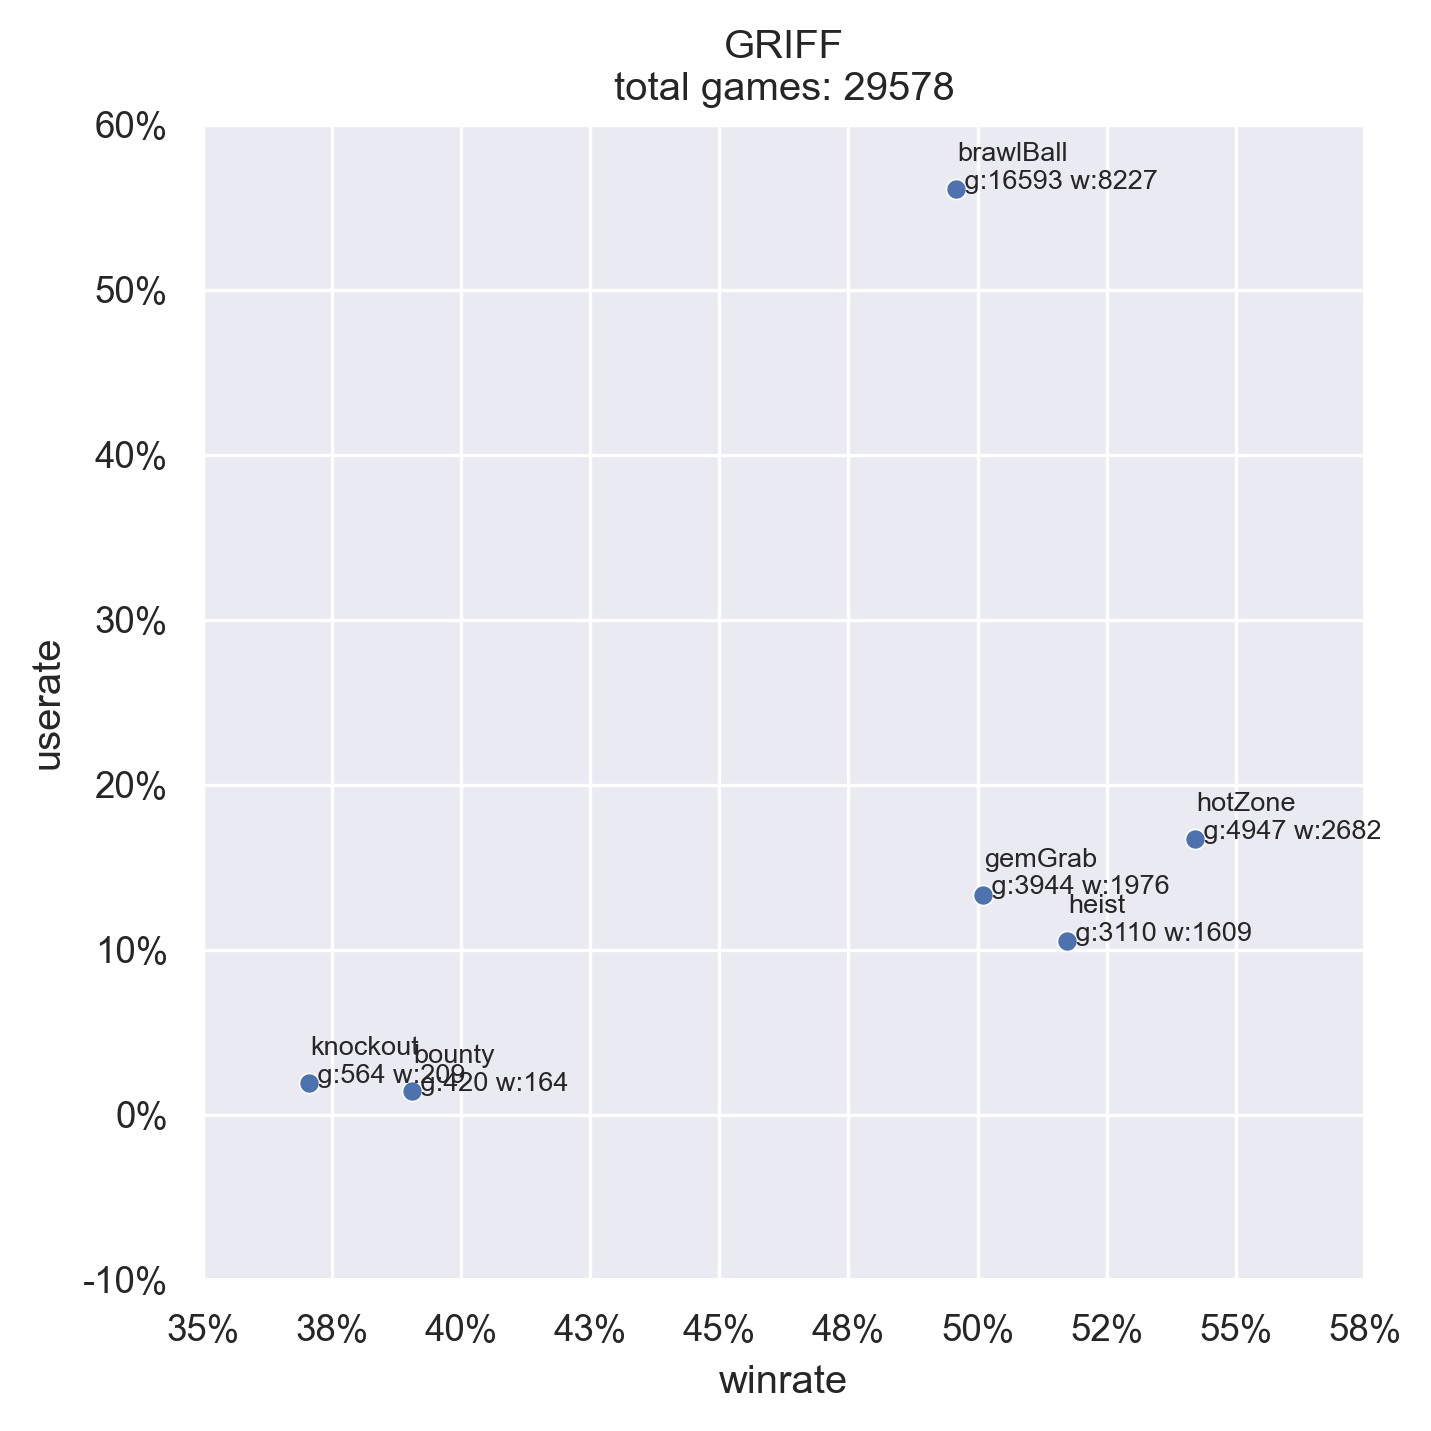 GRIFF
total games: 29578
60%
50%
40%
30%
20%
10%
0%
-10%
userate
brawlBall
g:16593 w:8227
hotZone
g:4947 w:2682
gemGrab
g:3944 w:1976
heist
g:3110 w:1609
knockout
g:564 w:209
bounty
g:420 w:164
35% 38% 40% 43% 45% 48% 50% 52% 55% 58%
winrate